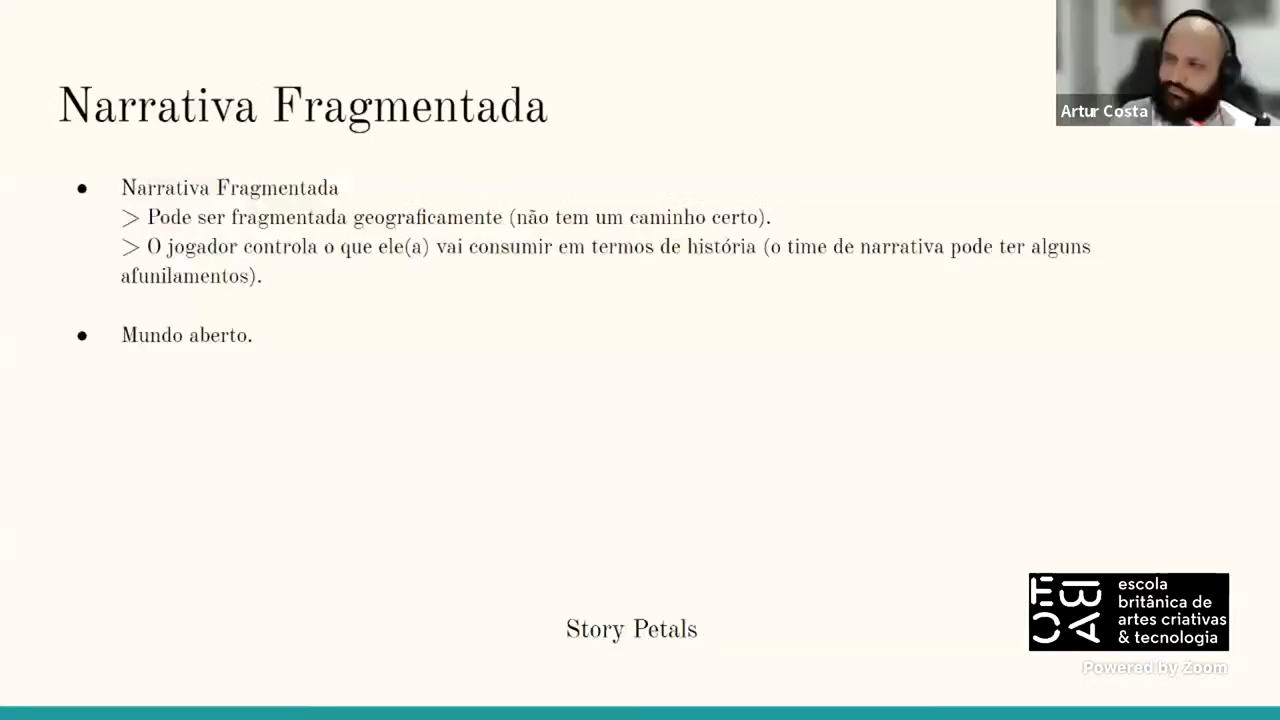 Narrativa Fragmentada
Artur Costa
● Narrativa Fragmentada
> Pode ser fragmentada geograficamente (não tem um caminho certo).
> O jogador controla o que ele(a) vai consumir em termos de história (o time de narrativa pode ter alguns
afunilamentos).
● Mundo aberto.
Story Petals
EBAC
escola
britânica de
artes criativas
& tecnologia
Powered by Zoom